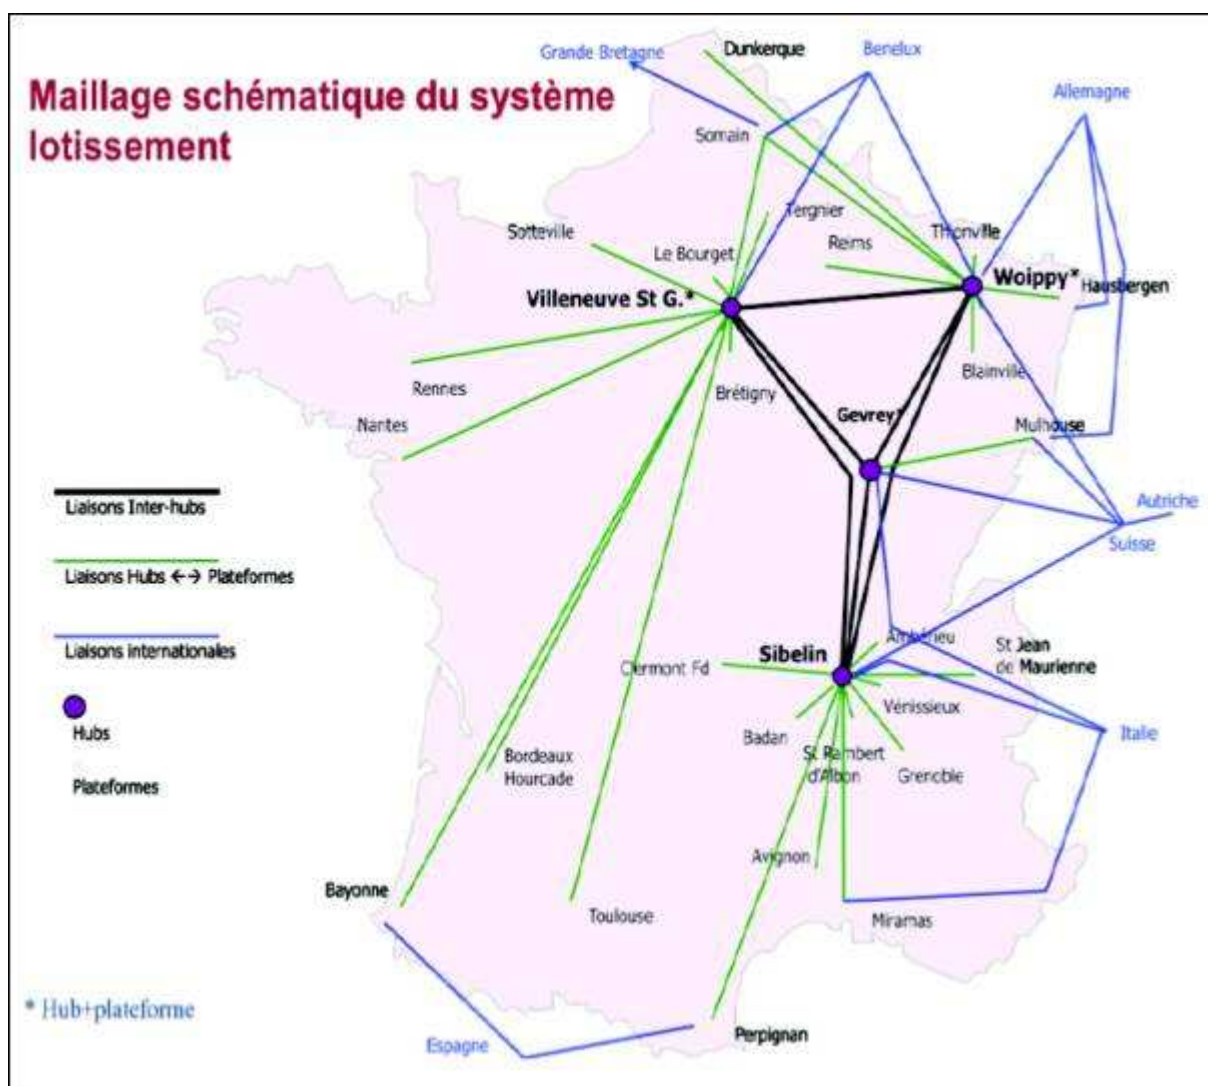 Maillage schématique du système
lotissement
Grande Bretagne
Dunkerque
Benelux
Allemagne
Somain
Tergnier
Sotteville
Le Bourget
Reims
Thionville
Villeneuve St G.*
Woippy*
Hausbergen
Rennes
Brétigny
Blainville
Nantes
Gevrey*
Mulhouse
Liaisons Inter-hubs
Autriche
Suisse
Liaisons Hubs ←→ Plateformes
Liaisons internationales
Ambérieu
Sibelin
St Jean
de Maurienne
Clermont Fd
Vénissieux
Hubs
Badan
Italie
Bordeaux
Hourcade
St Rambert
d'Albon
Grenoble
Plateformes
Avignon
Bayonne
Toulouse
Miramas
* Hub+plateforme
Espagne
Perpignan